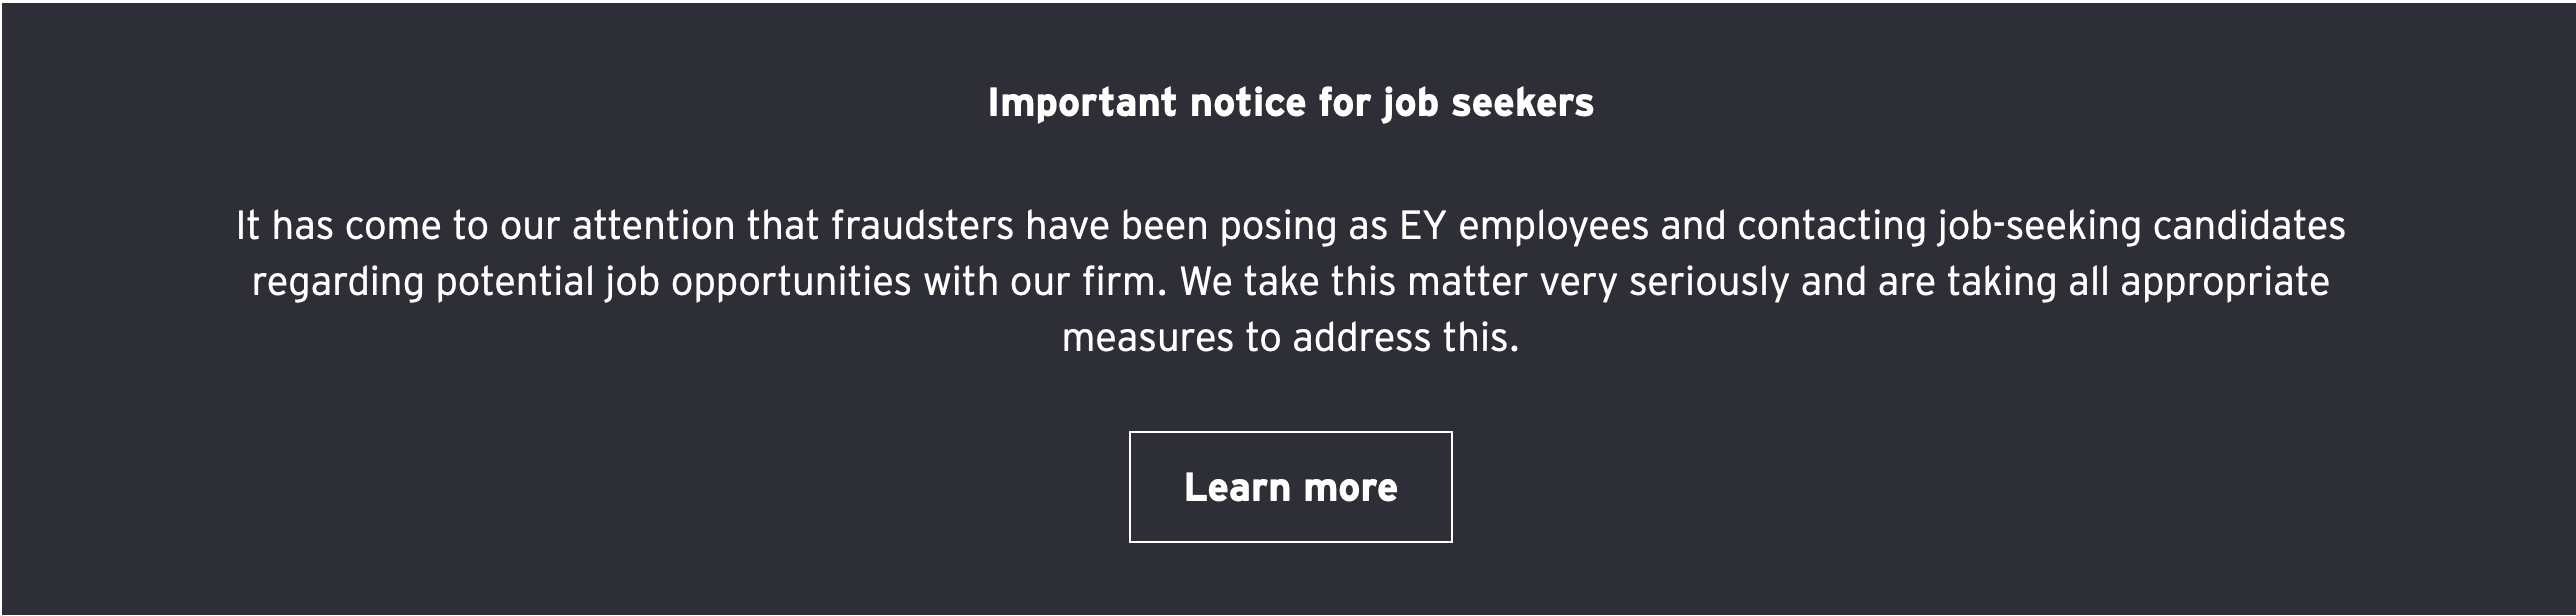 Important notice for job seekers
It has come to our attention that fraudsters have been posing as EY employees and contacting job-seeking candidates
regarding potential job opportunities with our firm. We take this matter very seriously and are taking all appropriate
measures to address this.
Learn more